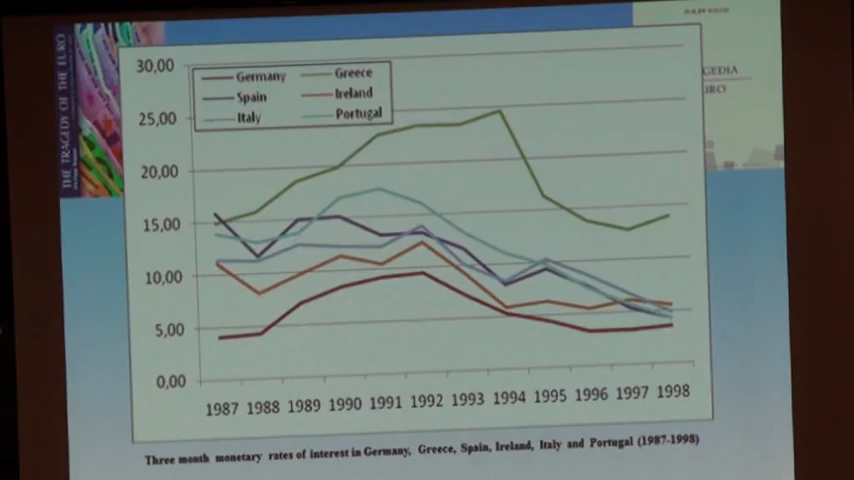 THE TRAGEDY OF THE EURO
GEDIA
URO
30,00
25,00
20,00
15,00
10,00
5,00
0,00
Germany Greece
Spain Ireland
Italy Portugal
1987 1988 1989 1990 1991 1992 1993 1994 1995 1996 1997 1998
Three month monetary rates of interest in Germany, Greece, Spain, Ireland, Italy and Portugal (1987-1998)